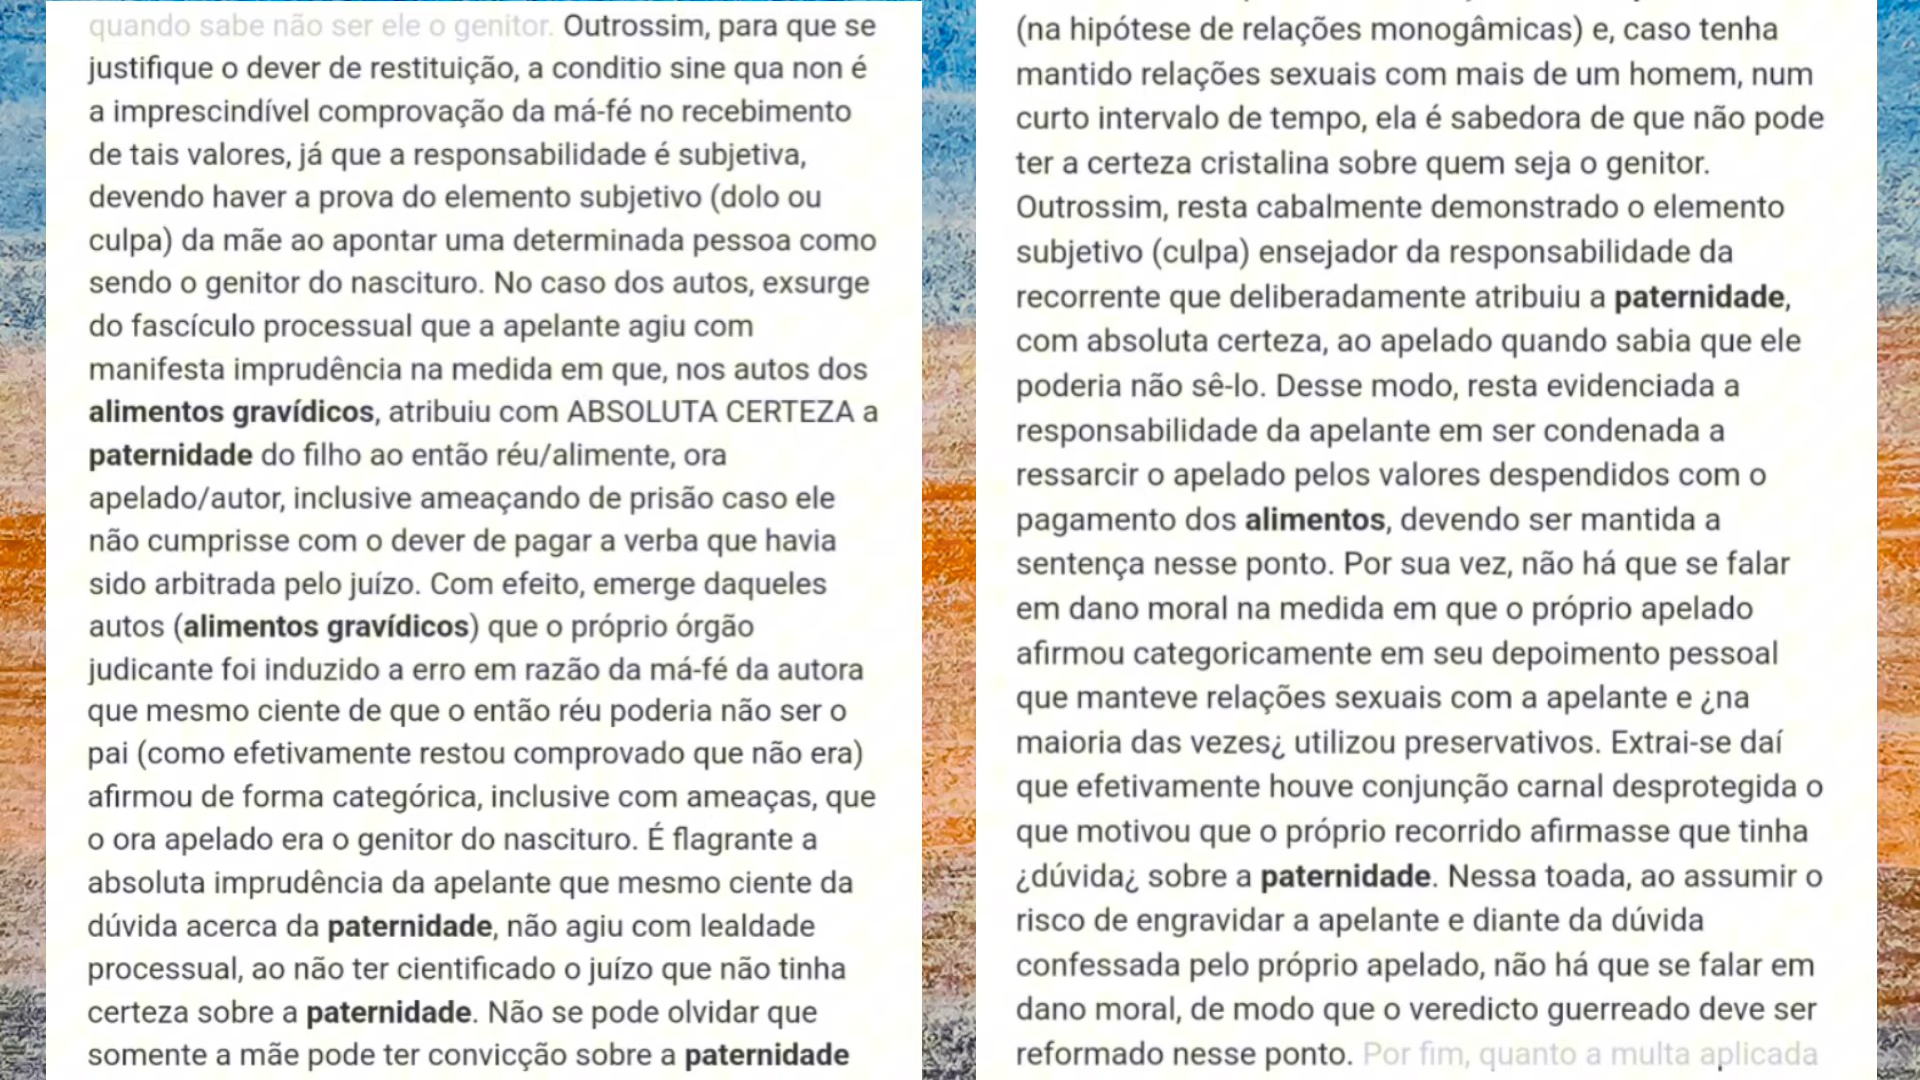 quando sabe não ser ele o genitor. Outrossim, para que se
justifique o dever de restituição, a conditio sine qua non é
a imprescindível comprovação da má-fé no recebimento
de tais valores, já que a responsabilidade é subjetiva,
devendo haver a prova do elemento subjetivo (dolo ou
culpa) da mãe ao apontar uma determinada pessoa como
sendo o genitor do nascituro. No caso dos autos, exsurge
do fascículo processual que a apelante agiu com
manifesta imprudência na medida em que, nos autos dos
alimentos gravídicos, atribuiu com ABSOLUTA CERTEZA a
paternidade do filho ao então réu/alimente, ora
apelado/autor, inclusive ameaçando de prisão caso ele
não cumprisse com o dever de pagar a verba que havia
sido arbitrada pelo juízo. Com efeito, emerge daqueles
autos (alimentos gravídicos) que o próprio órgão
judicante foi induzido a erro em razão da má-fé da autora
que mesmo ciente de que o então réu poderia não ser o
pai (como efetivamente restou comprovado que não era)
afirmou de forma categórica, inclusive com ameaças, que
o ora apelado era o genitor do nascituro. É flagrante a
absoluta imprudência da apelante que mesmo ciente da
dúvida acerca da paternidade, não agiu com lealdade
processual, ao não ter cientificado o juízo que não tinha
certeza sobre a paternidade. Não se pode olvidar que
somente a mãe pode ter convicção sobre a paternidade
(na hipótese de relações monogâmicas) e, caso tenha
mantido relações sexuais com mais de um homem, num
curto intervalo de tempo, ela é sabedora de que não pode
ter a certeza cristalina sobre quem seja o genitor.
Outrossim, resta cabalmente demonstrado o elemento
subjetivo (culpa) ensejador da responsabilidade da
recorrente que deliberadamente atribuiu a paternidade,
com absoluta certeza, ao apelado quando sabia que ele
poderia não sê-lo. Desse modo, resta evidenciada a
responsabilidade da apelante em ser condenada a
ressarcir o apelado pelos valores despendidos com o
pagamento dos alimentos, devendo ser mantida a
sentença nesse ponto. Por sua vez, não há que se falar
em dano moral na medida em que o próprio apelado
afirmou categoricamente em seu depoimento pessoal
que manteve relações sexuais com a apelante e ¿na
maioria das vezes¿ utilizou preservativos. Extrai-se daí
que efetivamente houve conjunção carnal desprotegida o
que motivou que o próprio recorrido afirmasse que tinha
¿dúvida¿ sobre a paternidade. Nessa toada, ao assumir o
risco de engravidar a apelante e diante da dúvida
confessada pelo próprio apelado, não há que se falar em
dano moral, de modo que o veredicto guerreado deve ser
reformado nesse ponto. Por fim, quanto a multa aplicada